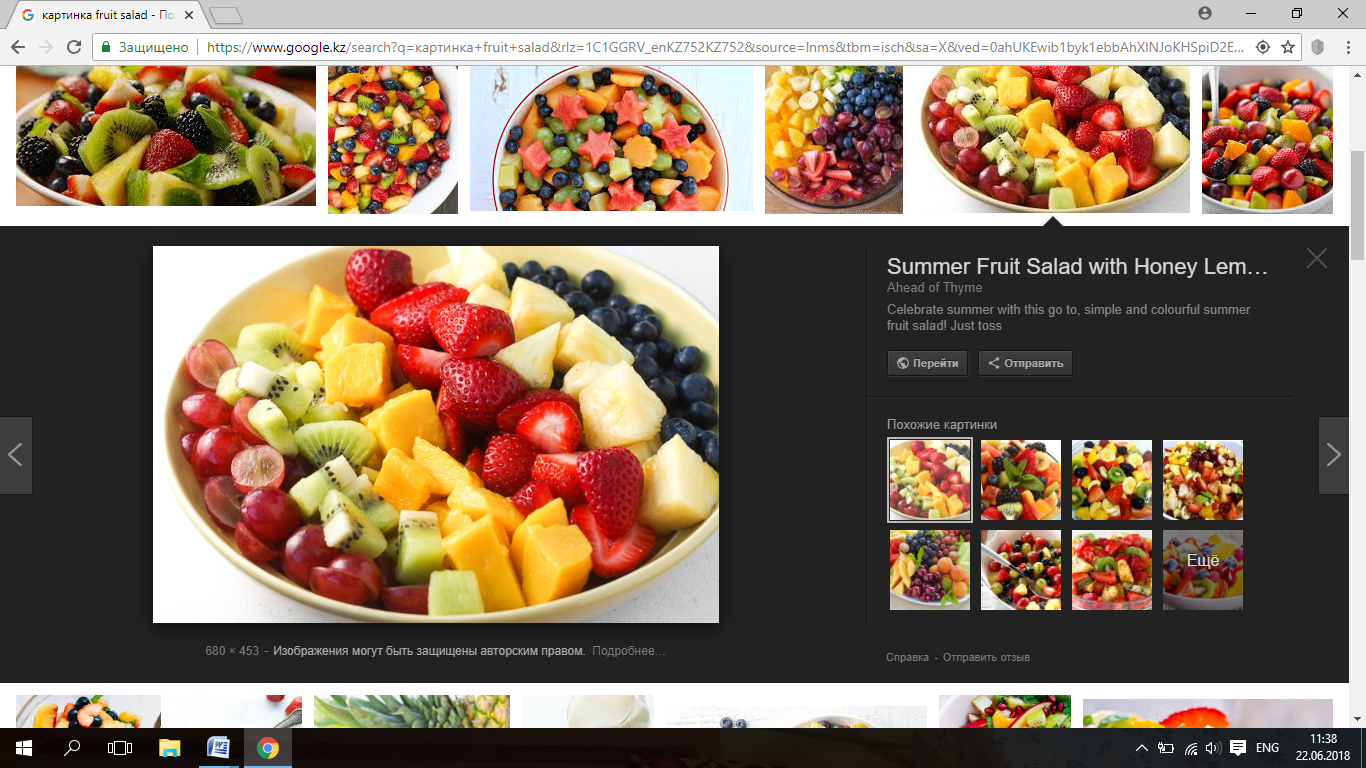 картинка fruit salad - По
Защищено
https://www.google.kz/search?q=картинка+fruit+salad&rlz=1C1GGRV_enKZ752KZ752&source=lnms&tbm=isch&sa=X&ved=0ahUKEwib1byk1ebbAhXINJoKHSpiD2E...
Summer Fruit Salad with Honey Lem…
Ahead of Thyme
Celebrate summer with this go to, simple and colourful summer
fruit salad! Just toss
Перейти
Отправить
Похожие картинки
Ещё
680 × 453 - Изображения могут быть защищены авторским правом. Подробнее…
Справка - Отправить отзыв
ENG
11:38
22.06.2018